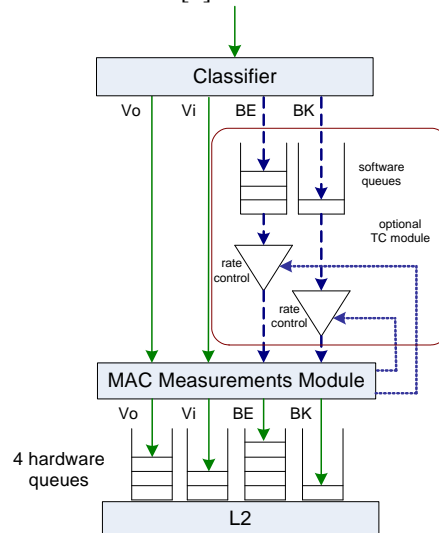 Classifier
Vo Vi BE BK
software
queues
optional
TC module
rate
control
rate
control
MAC Measurements Module
Vo Vi BE BK
4 hardware
queues
L2